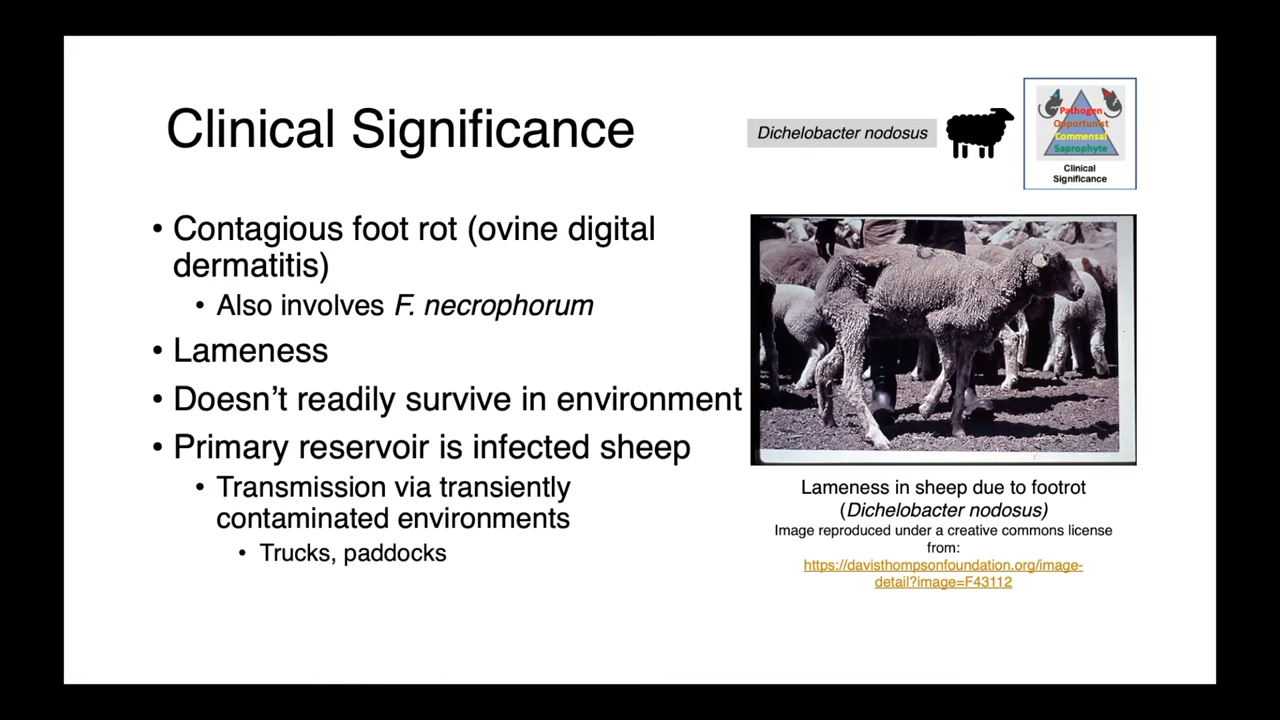 Clinical Significance
Dichelobacter nodosus
Pathogen
Opportunist
Commensal
Saprophyte
Clinical
Significance
• Contagious foot rot (ovine digital
dermatitis)
• Also involves F. necrophorum
• Lameness
• Doesn’t readily survive in environment
• Primary reservoir is infected sheep
• Transmission via transiently
contaminated environments
• Trucks, paddocks
Lameness in sheep due to footrot
(Dichelobacter nodosus)
Image reproduced under a creative commons license
from:
https://davisthompsonfoundation.org/image-
detail?image=F43112